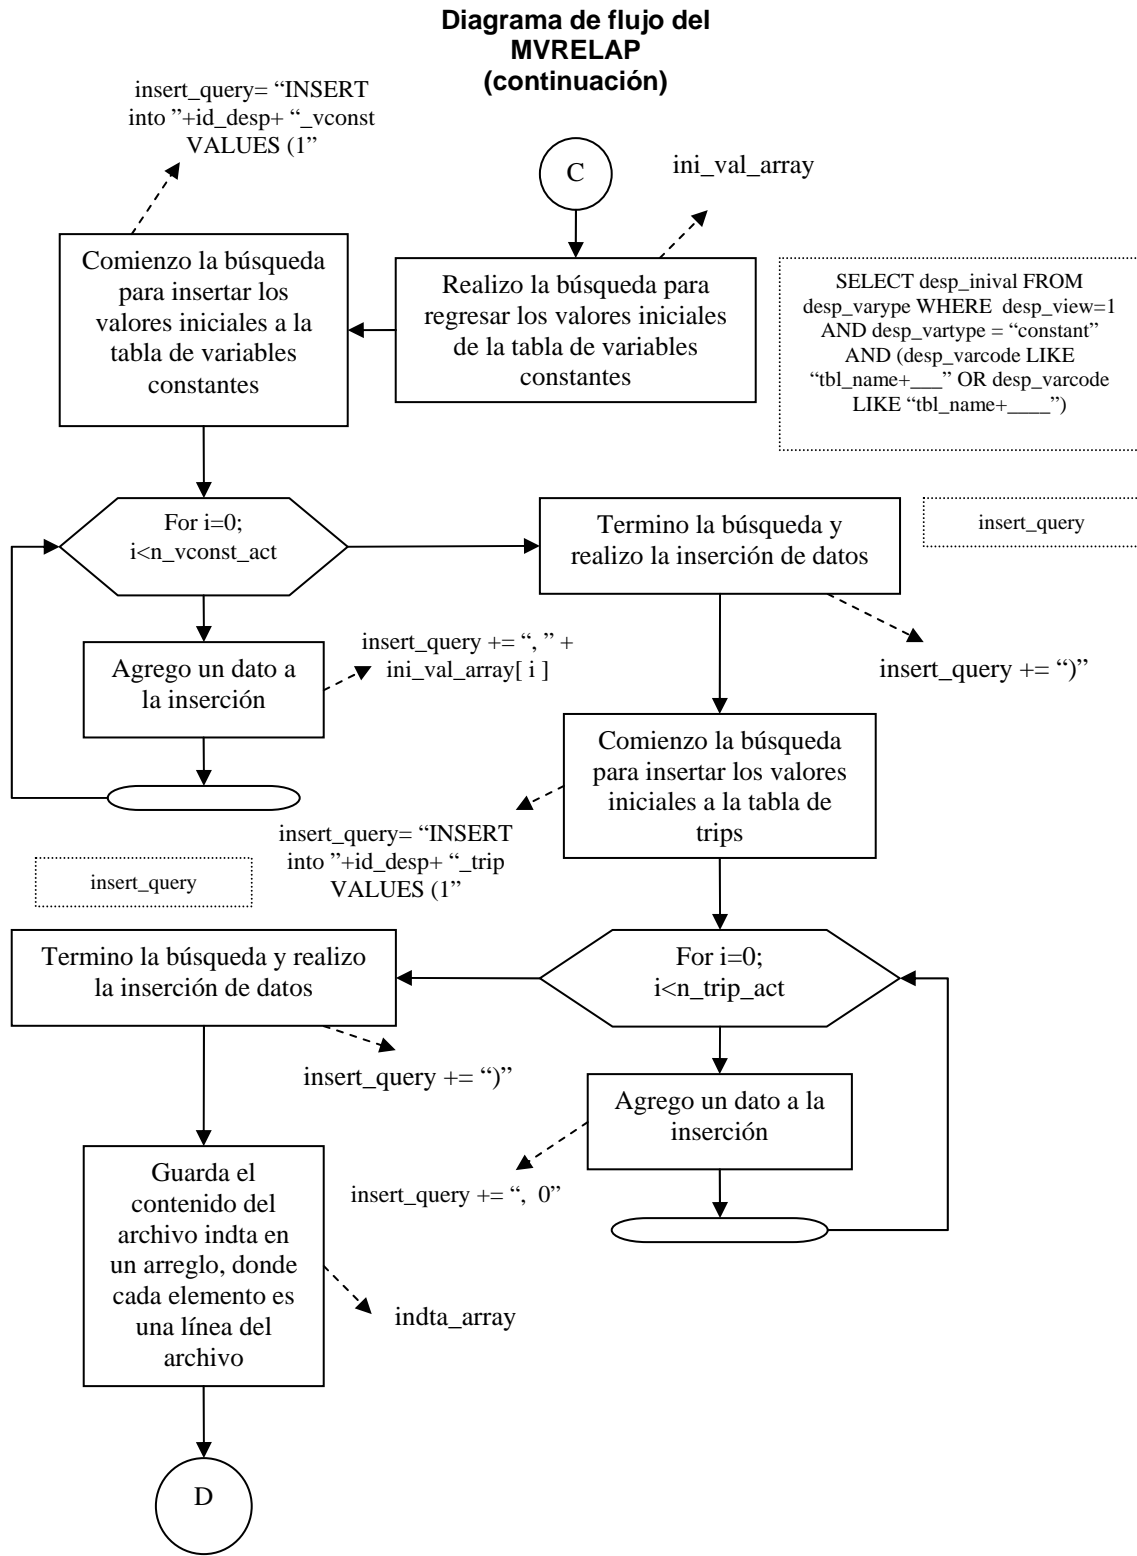 Diagrama de flujo del
MVRELAP
(continuación)
insert_query= “INSERT
into ”+id_desp+ “_vconst
VALUES (1”
C
ini_val_array
Comienzo la búsqueda
para insertar los
valores iniciales a la
tabla de variables
constantes
Realizo la búsqueda para
regresar los valores iniciales
de la tabla de variables
constantes
SELECT desp_inival FROM
desp_varype WHERE desp_view=1
AND desp_vartype = “constant”
AND (desp_varcode LIKE
“tbl_name+___” OR desp_varcode
LIKE “tbl_name+____”)
For i=0;
i<n_vconst_act
Termino la búsqueda y
realizo la inserción de datos
insert_query
Agrego un dato a
la inserción
insert_query += “, ” +
ini_val_array[ i ]
insert_query += “)”
Comienzo la búsqueda
para insertar los valores
iniciales a la tabla de
trips
insert_query= “INSERT
into ”+id_desp+ “_trip
VALUES (1”
insert_query
Termino la búsqueda y realizo
la inserción de datos
For i=0;
i<n_trip_act
insert_query += “)”
Agrego un dato a la
inserción
insert_query += “,  0”
Guarda el
contenido del
archivo indta en
un arreglo, donde
cada elemento es
una línea del
archivo
indta_array
D